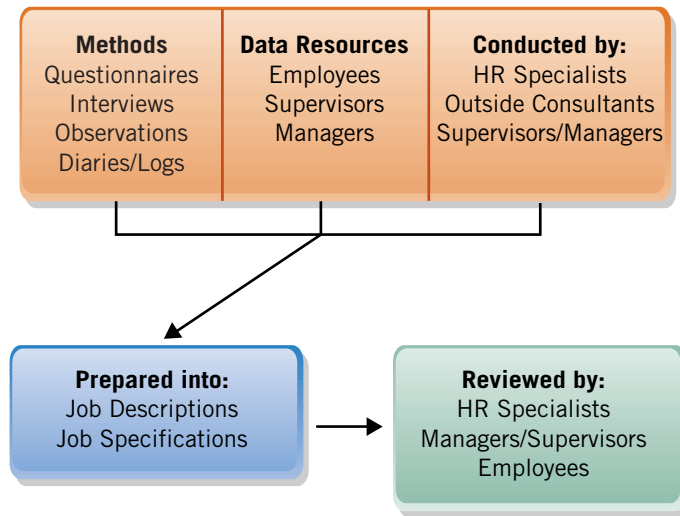 Methods
Questionnaires
Interviews
Observations
Diaries/Logs
Data Resources
Employees
Supervisors
Managers
Conducted by:
HR Specialists
Outside Consultants
Supervisors/Managers
Prepared into:
Job Descriptions
Job Specifications
Reviewed by:
HR Specialists
Managers/Supervisors
Employees